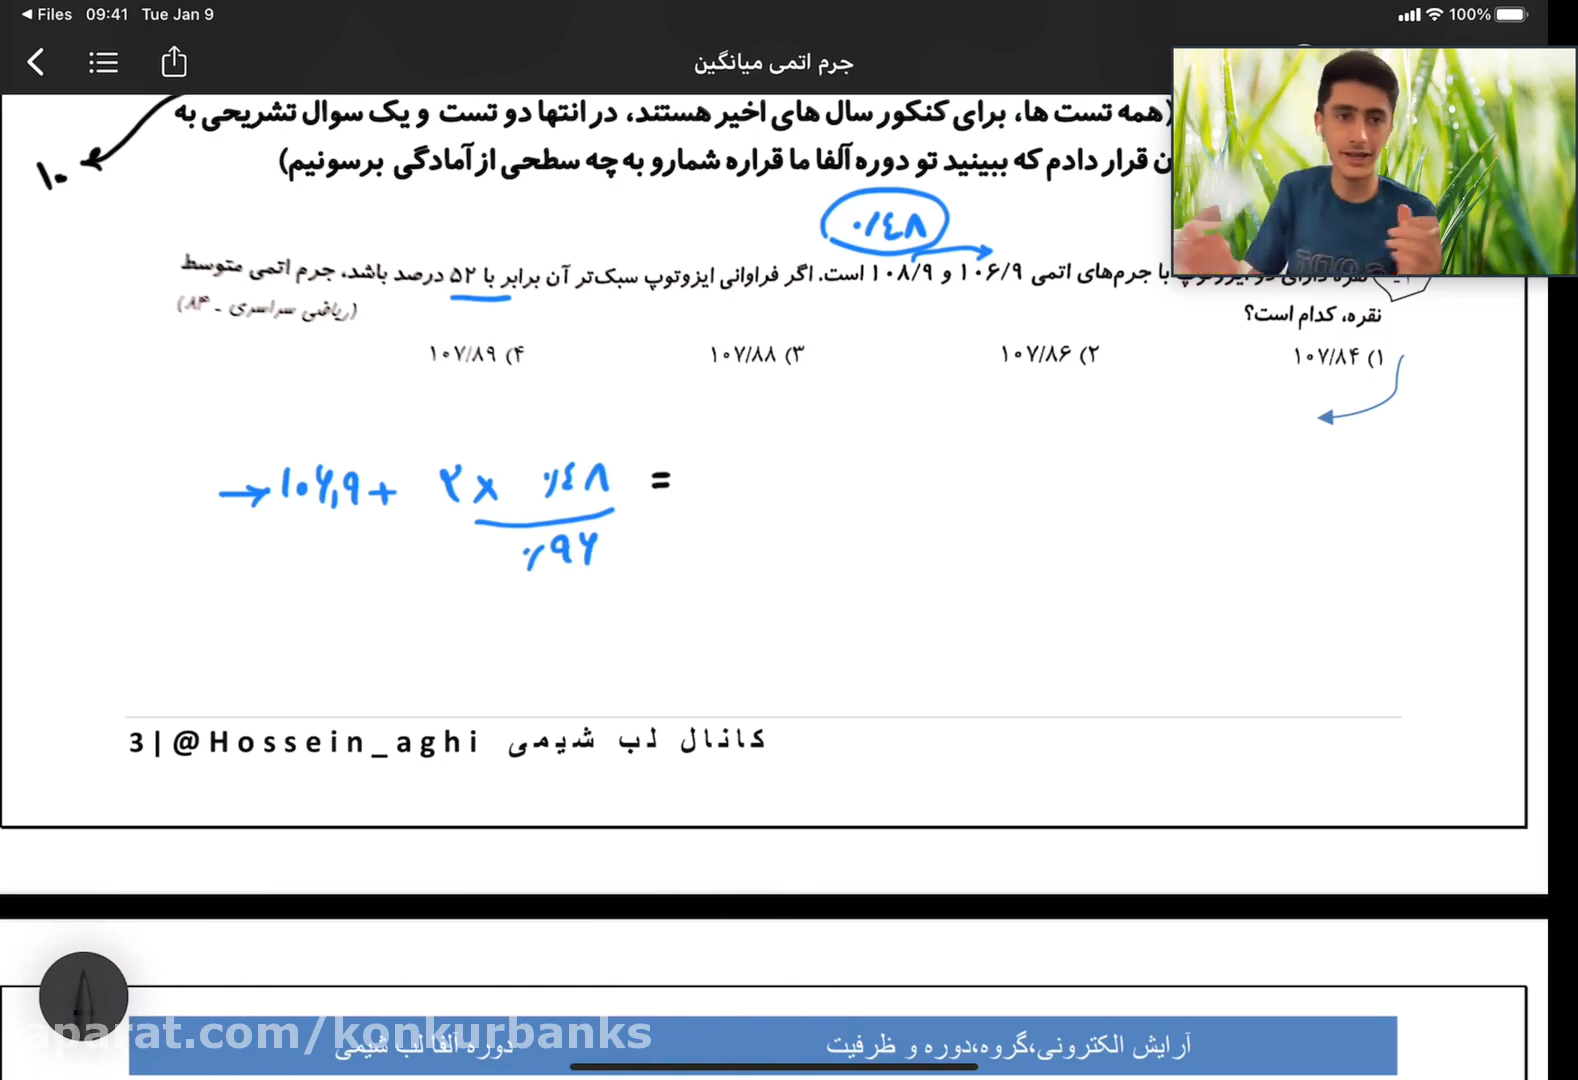 Files 09:41 Tue Jan 9
100%
جرم اتمی میانگین
(همه تست ها، برای کنکور سال های اخیر هستند، در انتها دو تست و یک سوال تشریحی به
ن قرار دادم که ببینید تو دوره آلفا ما قراره شمارو به چه سطحی از آمادگی برسونیم)
۱۰
٪۴۸
با جرم‌های اتمی ۱۰۶/۹ و ۱۰۸/۹ است. اگر فراوانی ایزوتوپ سبک‌تر آن برابر با ۵۲ درصد باشد، جرم اتمی متوسط
نقره، کدام است؟
(ریاضی سراسری ـ ۸۴)
۱) ۱۰۷/۸۴
۲) ۱۰۷/۸۶
۳) ۱۰۷/۸۸
۴) ۱۰۷/۸۹
→ ۱۰۶,۹ + ۲ × ٪۴۸ =
٪۹۶
3|@Hossein_aghi کانال لب شیمی
آرایش الکترونی،گروه،دوره و ظرفیت
دوره آلفا لب شیمی
aparat.com/konkurbanks